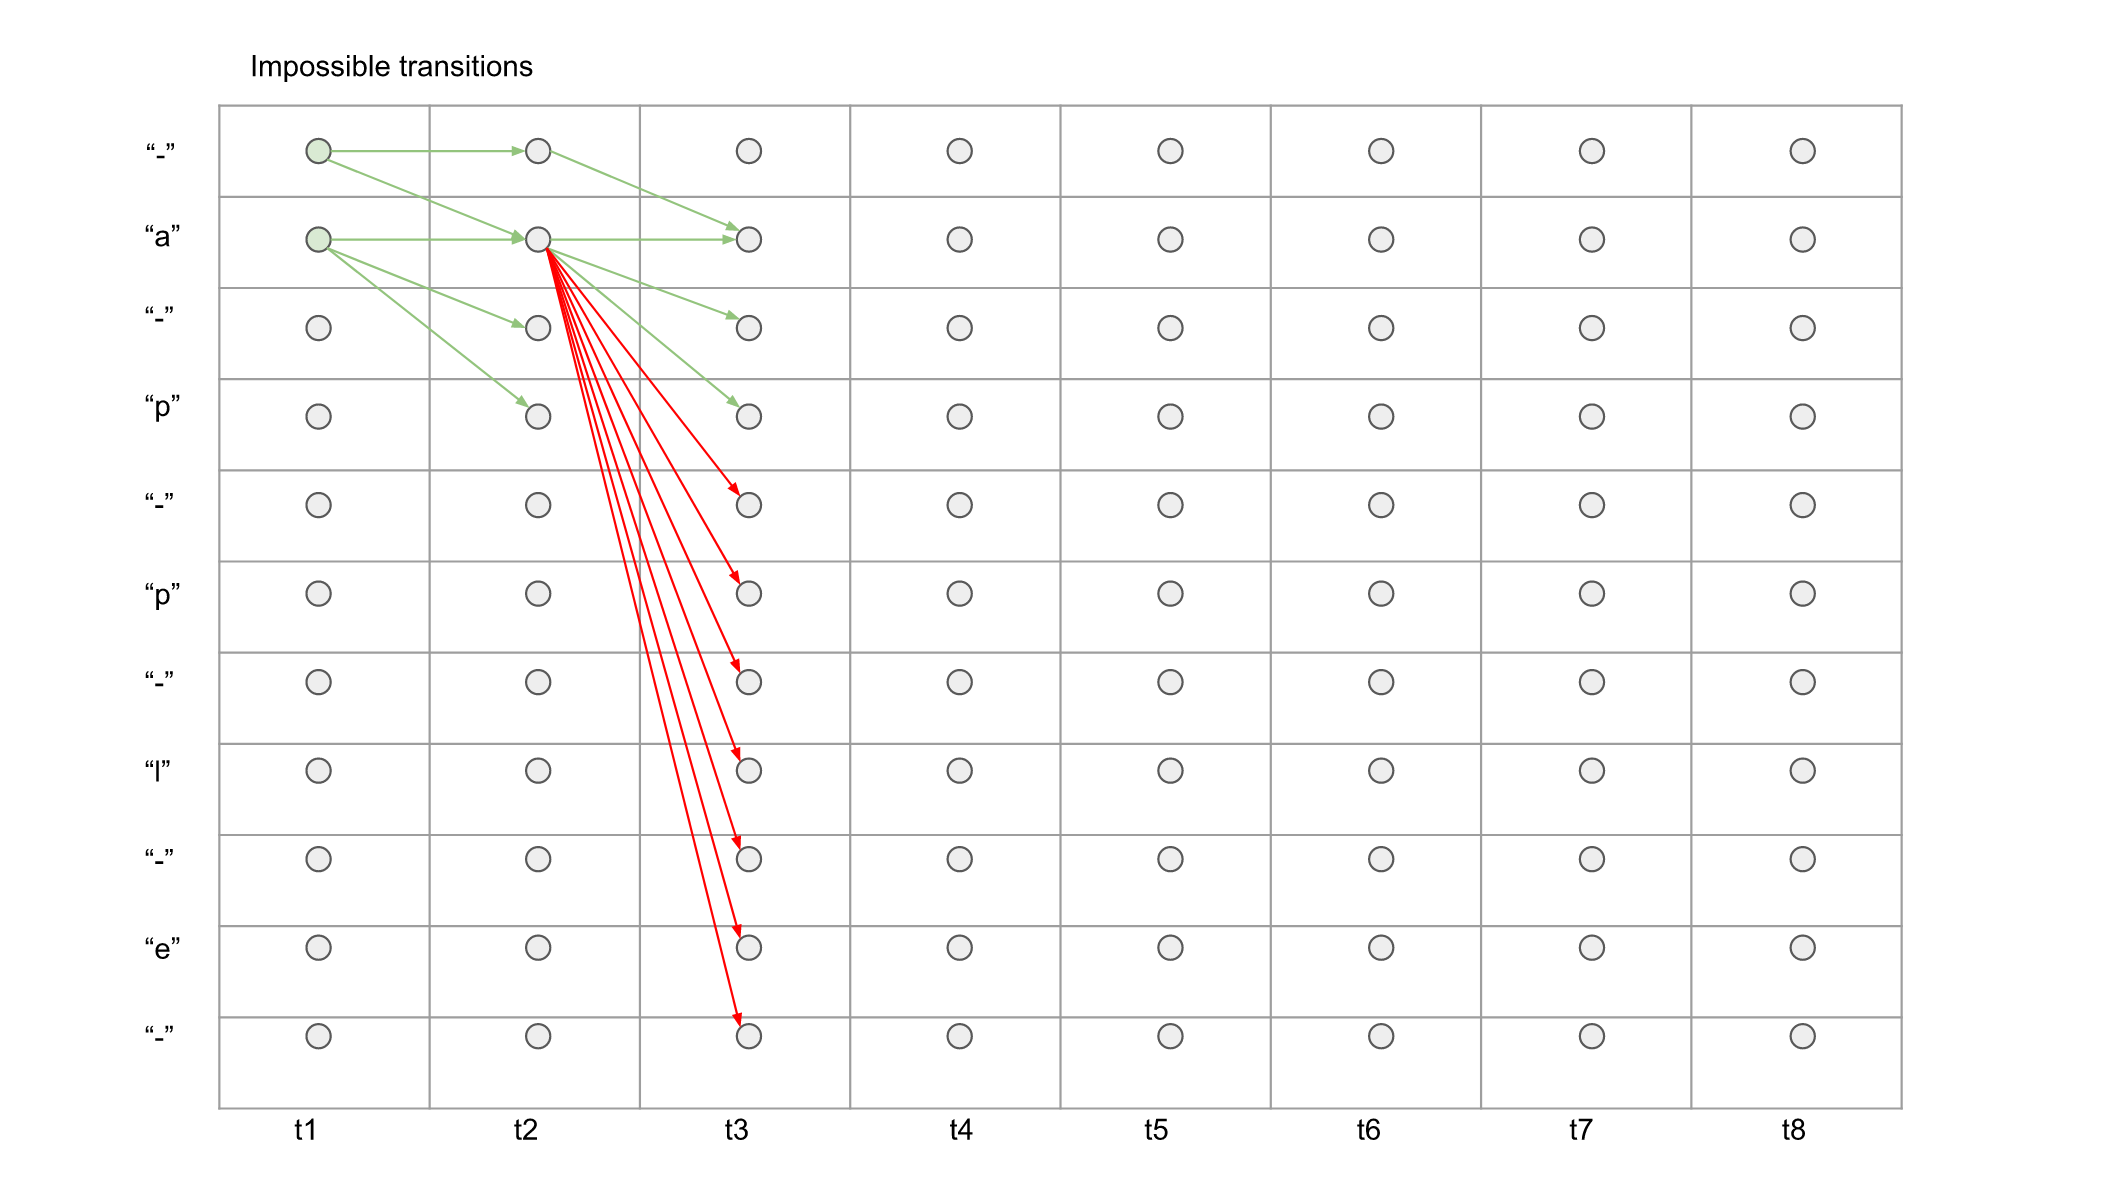 Impossible transitions
“-”
“a”
“-”
“p”
“-”
“p”
“-”
“l”
“-”
“e”
“-”
t1 t2 t3 t4 t5 t6 t7 t8